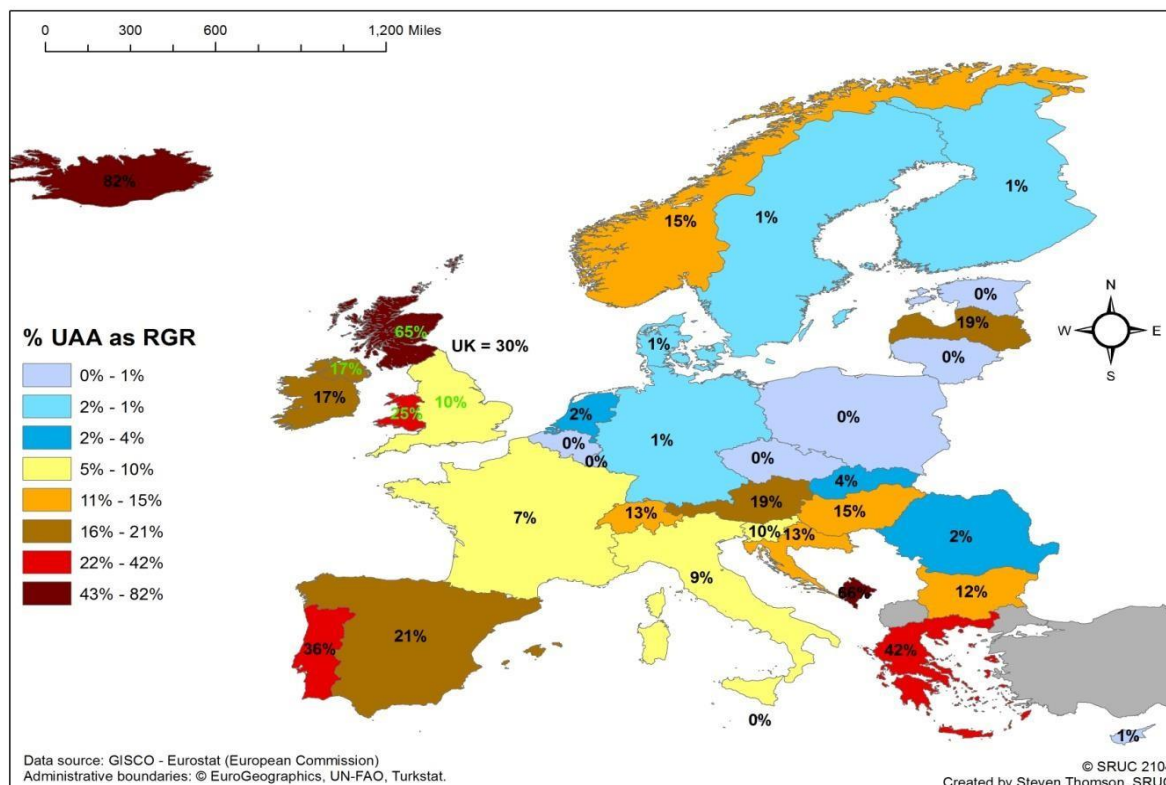 0 300 600 1,200 Miles
82%
15%
1%
1%
N
W E
S
0%
19%
0%
65%
UK = 30%
17%
17%
25%
10%
1%
% UAA as RGR
0% - 1%
2% - 1%
2% - 4%
5% - 10%
11% - 15%
16% - 21%
22% - 42%
43% - 82%
2%
0%
0%
1%
0%
0%
4%
7%
13%
19%
15%
10%
13%
2%
9%
66%
12%
36%
21%
42%
0%
1%
Data source: GISCO - Eurostat (European Commission)
Administrative boundaries: © EuroGeographics, UN-FAO, Turkstat.
© SRUC 2104
Created by Steven Thomson, SRUC